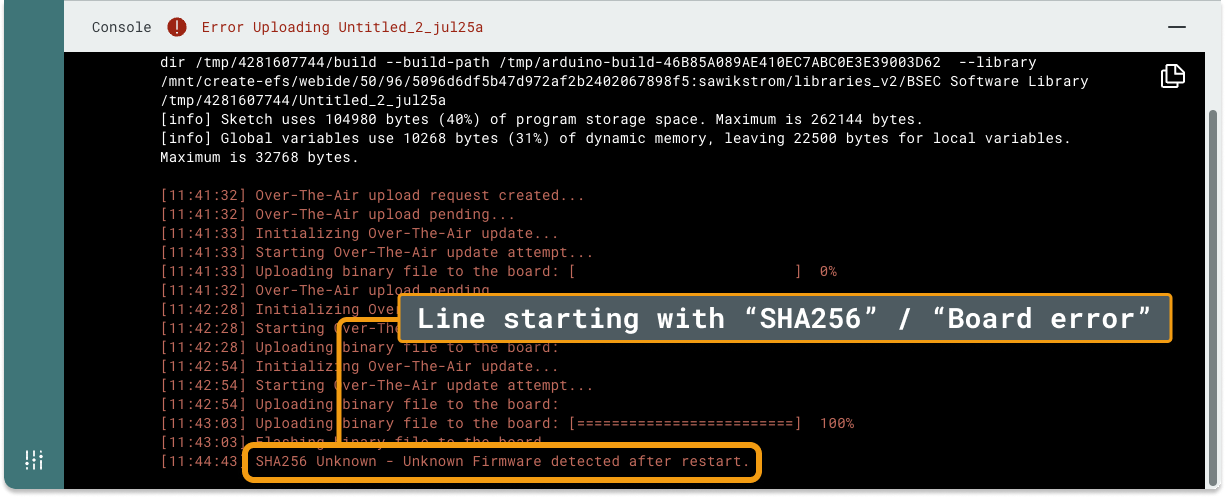 Console ! Error Uploading Untitled_2_jul25a
dir /tmp/4281607744/build --build-path /tmp/arduino-build-46B85A089AE410EC7ABC0E3E39003D62 --library
/mnt/create-efs/webide/50/96/5096d6df5b47d972af2b2402067898f5:sawikstrom/libraries_v2/BSEC Software Library
/tmp/4281607744/Untitled_2_jul25a
[info] Sketch uses 104980 bytes (40%) of program storage space. Maximum is 262144 bytes.
[info] Global variables use 10268 bytes (31%) of dynamic memory, leaving 22500 bytes for local variables.
Maximum is 32768 bytes.
[11:41:32] Over-The-Air upload request created...
[11:41:32] Over-The-Air upload pending...
[11:41:33] Initializing Over-The-Air update...
[11:41:33] Starting Over-The-Air update attempt...
[11:41:33] Uploading binary file to the board: [ ] 0%
[11:41:32] Over-The-Air upload pending
[11:42:28] Initializing Over
[11:42:28] Starting Over-The
Line starting with “SHA256” / “Board error”
[11:42:28] Uploading binary file to the board:
[11:42:54] Initializing Over-The-Air update...
[11:42:54] Starting Over-The-Air update attempt...
[11:42:54] Uploading binary file to the board:
[11:43:03] Uploading binary file to the board: [=========================] 100%
[11:43:03] Flashing binary file to the board
[11:44:43] SHA256 Unknown - Unknown Firmware detected after restart.